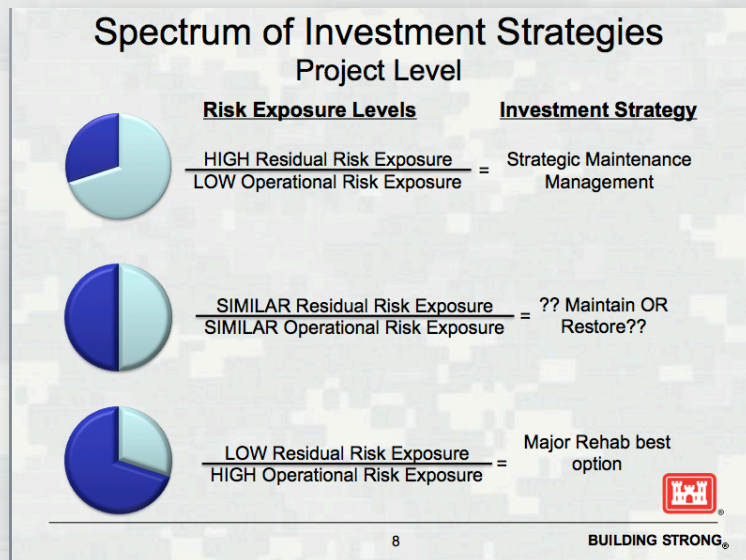 Spectrum of Investment Strategies
Project Level
Risk Exposure Levels
Investment Strategy
HIGH Residual Risk Exposure
LOW Operational Risk Exposure
=
Strategic Maintenance
Management
SIMILAR Residual Risk Exposure
SIMILAR Operational Risk Exposure
=
?? Maintain OR
Restore??
LOW Residual Risk Exposure
HIGH Operational Risk Exposure
=
Major Rehab best
option
®
8
BUILDING STRONG®